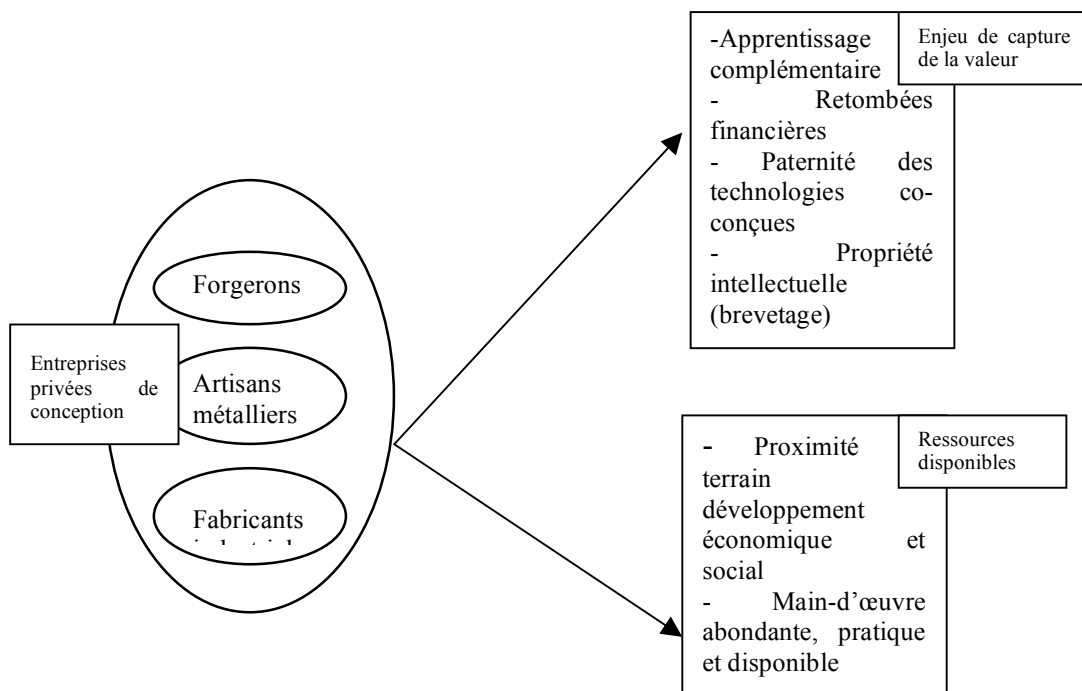 Entreprises
privées de
conception
Forgerons
Artisans
métalliers
Fabricants
-Apprentissage
complémentaire
- Retombées
financières
- Paternité des
technologies co-
conçues
- Propriété
intellectuelle
(brevetage)
Enjeu de capture
de la valeur
- Proximité
terrain
développement
économique et
social
- Main-d’œuvre
abondante, pratique
et disponible
Ressources
disponibles